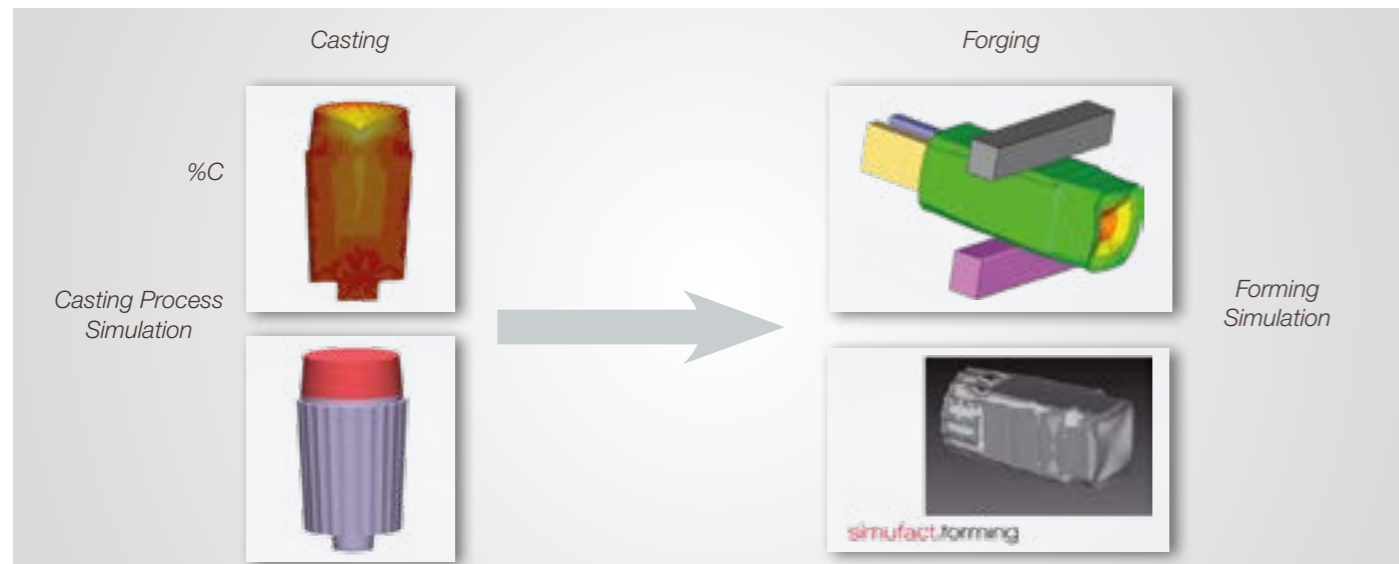 Casting
Forging
%C
Casting Process
Simulation
Forming
Simulation
simufact.forming